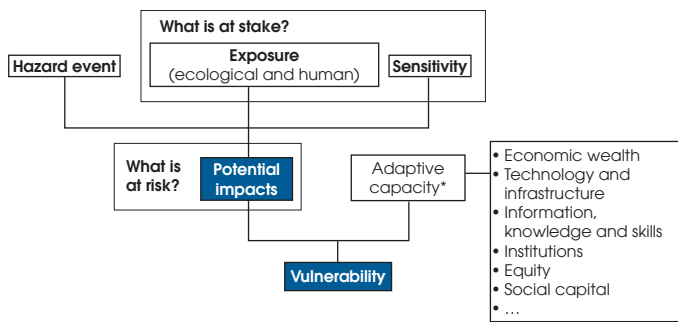 What is at stake?
Hazard event
Exposure
(ecological and human)
Sensitivity
What is
at risk?
Potential
impacts
Adaptive
capacity*
• Economic wealth
• Technology and
infrastructure
• Information,
knowledge and skills
• Institutions
• Equity
• Social capital
• …
Vulnerability